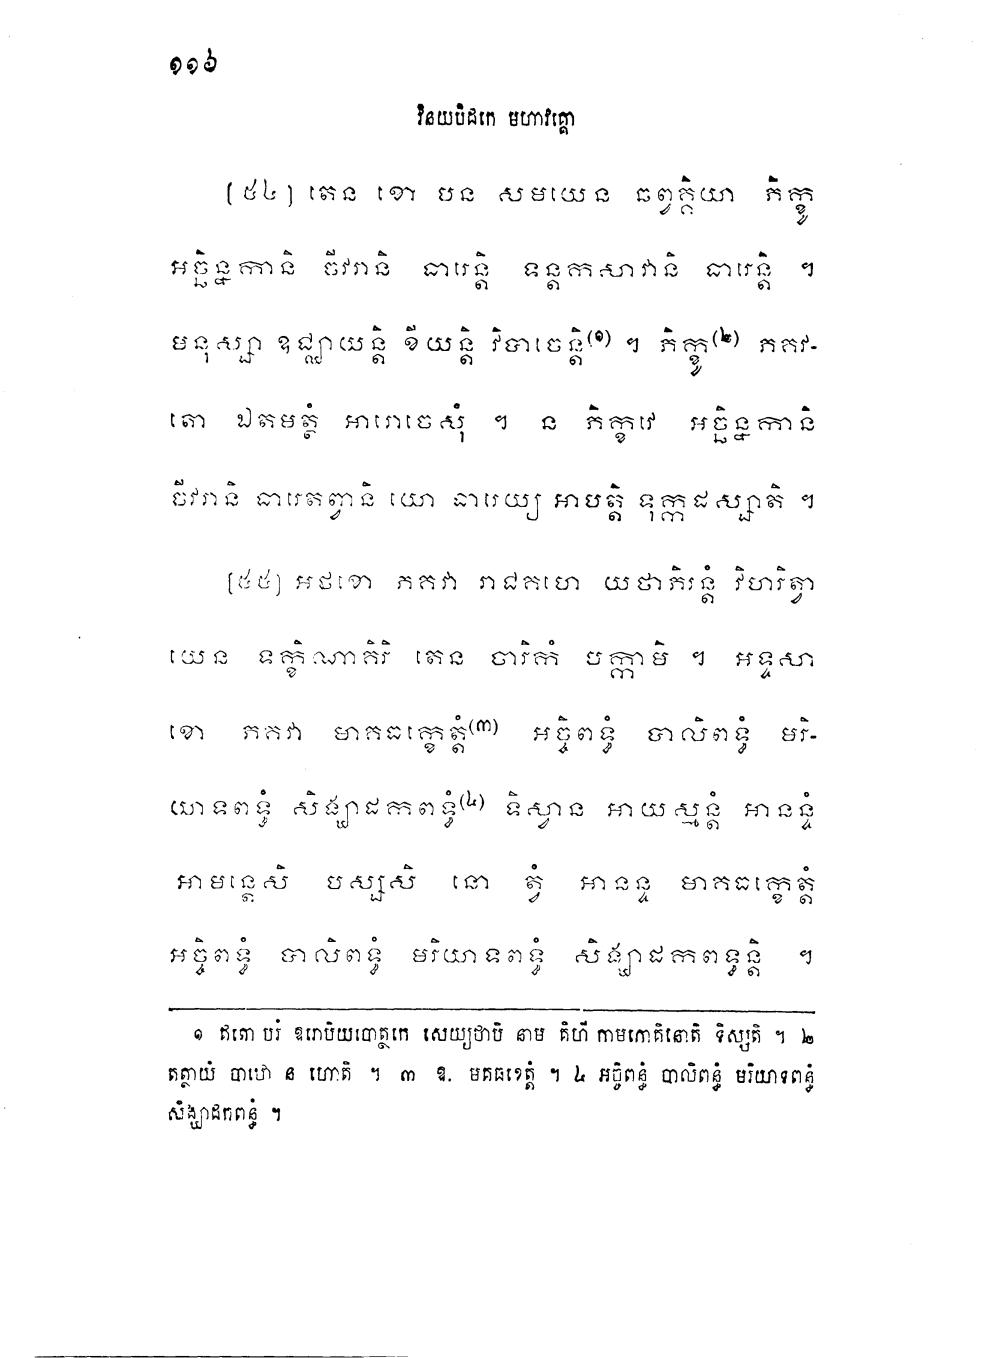 ១១៦
វិនយបិដកេ មហាវគ្គោ
[៥៤] តេន ខោ បន សមយេន ឆព្វគ្គិយា ភិក្ខូ
អច្ឆិន្នកានិ ចីវរានិ ធារេន្តិ ទន្តកសាវានិ ធារេន្តិ ។
មនុស្សា ឧជ្ឈាយន្តិ ខីយន្តិ វិបាចេន្តិ(១) ។ ភិក្ខូ(២) ភគវ-
តោ ឯតមត្ថំ អារោចេសុំ ។ ន ភិក្ខវេ អច្ឆិន្នកានិ
ចីវរានិ ធារេតព្វានិ យោ ធារេយ្យ អាបត្តិ ទុក្កដស្សាតិ ។
[៥៥] អថខោ ភគវា រាជគហេ យថាភិរន្តំ វិហរិត្វា
យេន ទក្ខិណាគិរិ តេន ចារិកំ បក្កាមិ ។ អទ្ទសា
ខោ ភគវា មាគធក្ខេត្តំ(៣) អច្ចិពទ្ធំ បាលិពទ្ធំ មរិ-
យាទពទ្ធំ សិង្ឃាដកពទ្ធំ(៤) ទិស្វាន អាយស្មន្តំ អានន្ទំ
អាមន្តេសិ បស្សសិ នោ ត្វំ អានន្ទ មាគធក្ខេត្តំ
អច្ចិពទ្ធំ បាលិពទ្ធំ មរិយាទពទ្ធំ សិង្ឃាដកពទ្ធន្តិ ។
១ ឥតោ បរំ ឱរោបិយបោត្ថកេ សេយ្យថាបិ នាម គិហី កាមភោគិនោតិ ទិស្សតិ ។ ២
តត្ថាយំ បាឋោ ន ហោតិ ។ ៣ ឱ. មគធខេត្តំ ។ ៤ អច្ចិពន្ធំ បាលិពន្ធំ មរិយាទពន្ធំ
សិង្ឃាដកពន្ធំ ។